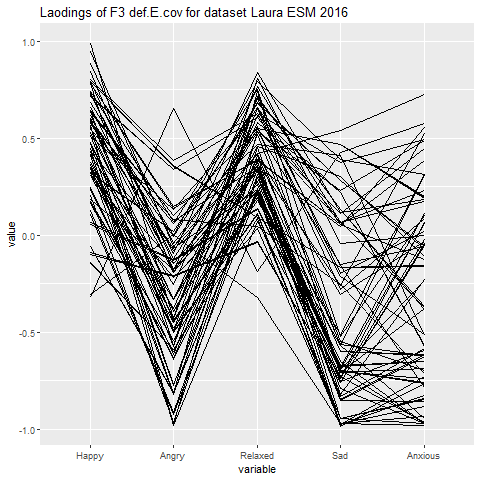 Laodings of F3 def.E.cov for dataset Laura ESM 2016
1.0
0.5
0.0
-0.5
-1.0
value
Happy Angry Relaxed Sad Anxious
variable